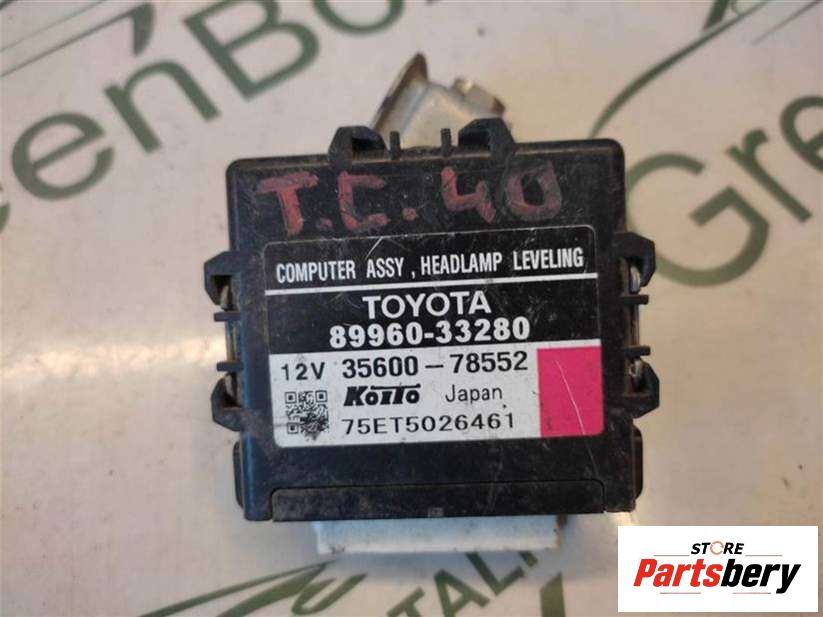 T.C.40
COMPUTER ASSY , HEADLAMP LEVELING
TOYOTA
89960-33280
12V 35600-78552
KOITO Japan
75ET5026461
STORE
Partsbery